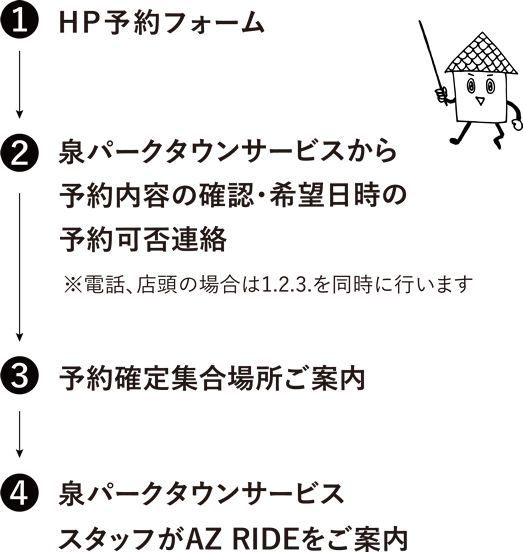 1 HP予約フォーム
2 泉パークタウンサービスから
予約内容の確認・希望日時の
予約可否連絡
※電話、店頭の場合は1.2.3.を同時に行います
3 予約確定集合場所ご案内
4 泉パークタウンサービス
スタッフがAZ RIDEをご案内